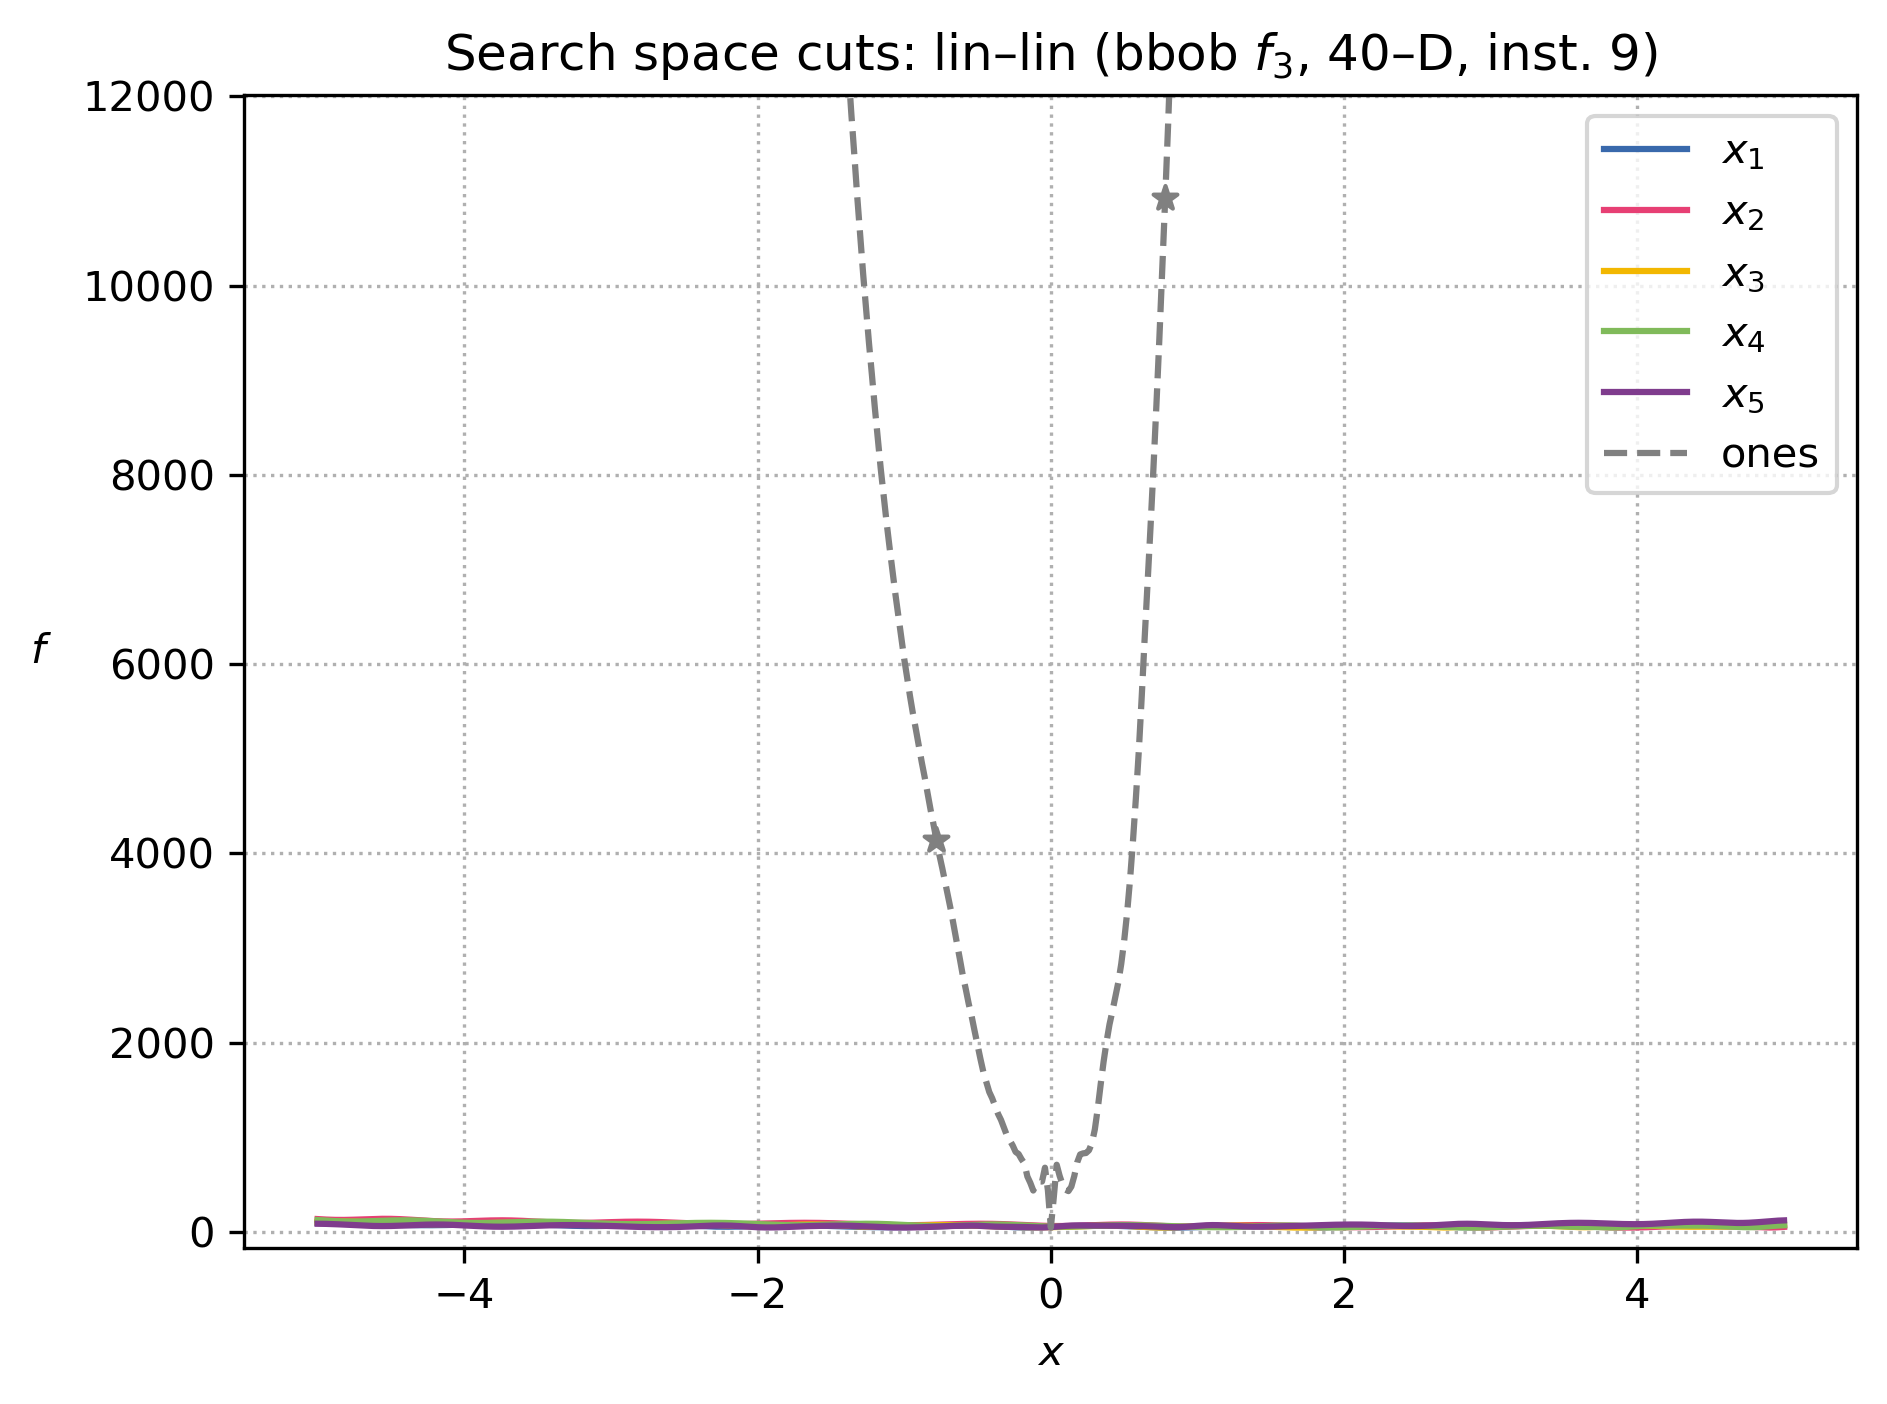 Search space cuts: lin–lin (bbob f₃, 40–D, inst. 9)
12000
10000
8000
6000
4000
2000
0
f
−4
−2
0
2
4
x
x₁
x₂
x₃
x₄
x₅
ones